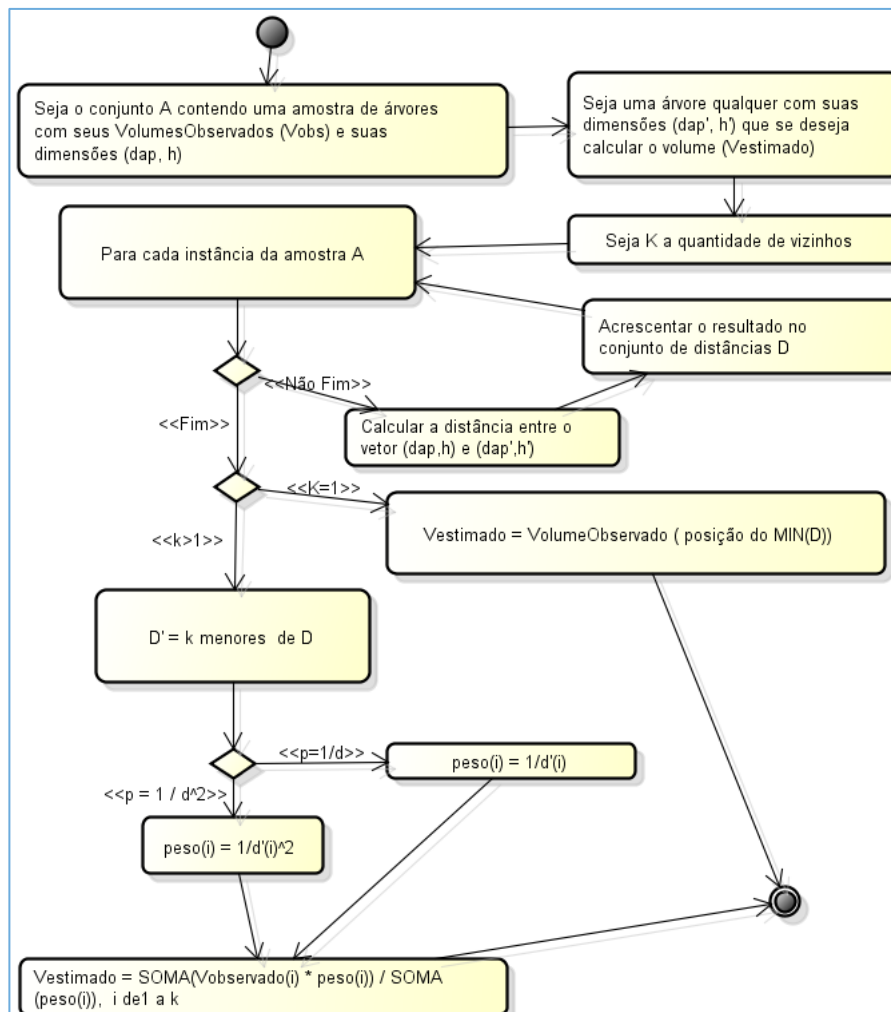 Seja o conjunto A contendo uma amostra de árvores
com seus VolumesObservados (Vobs) e suas
dimensões (dap, h)
Seja uma árvore qualquer com suas
dimensões (dap', h') que se deseja
calcular o volume (Vestimado)
Seja K a quantidade de vizinhos
Para cada instância da amostra A
Acrescentar o resultado no
conjunto de distâncias D
<<Não Fim>>
<<Fim>>
Calcular a distância entre o
vetor (dap,h) e (dap',h')
<<K=1>>
<<k>1>>
Vestimado = VolumeObservado ( posição do MIN(D))
D' = k menores de D
<<p=1/d>>
peso(i) = 1/d'(i)
<<p = 1 / d^2>>
peso(i) = 1/d'(i)^2
Vestimado = SOMA(Vobservado(i) * peso(i)) / SOMA
(peso(i)), i de1 a k